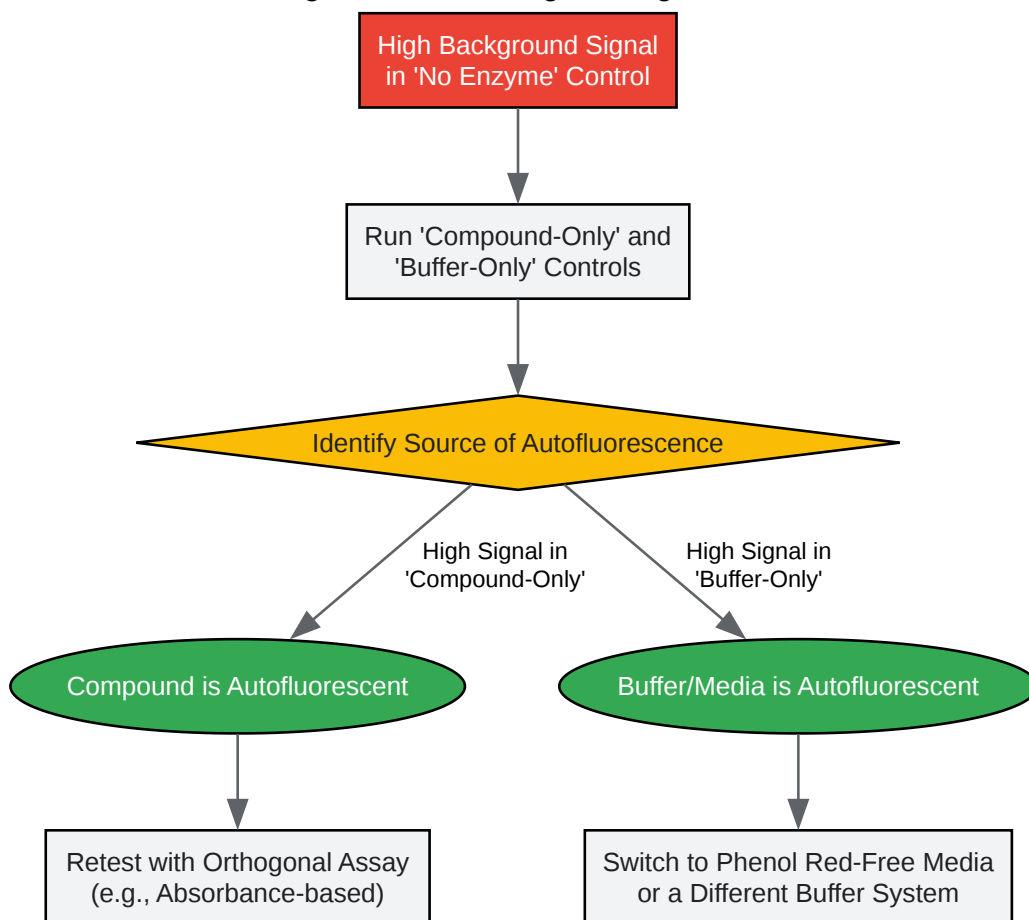 High Background Signal
in 'No Enzyme' Control
Run 'Compound-Only' and
'Buffer-Only' Controls
Identify Source of Autofluorescence
High Signal in
'Compound-Only'
High Signal in
'Buffer-Only'
Compound is Autofluorescent
Buffer/Media is Autofluorescent
Retest with Orthogonal Assay
(e.g., Absorbance-based)
Switch to Phenol Red-Free Media
or a Different Buffer System